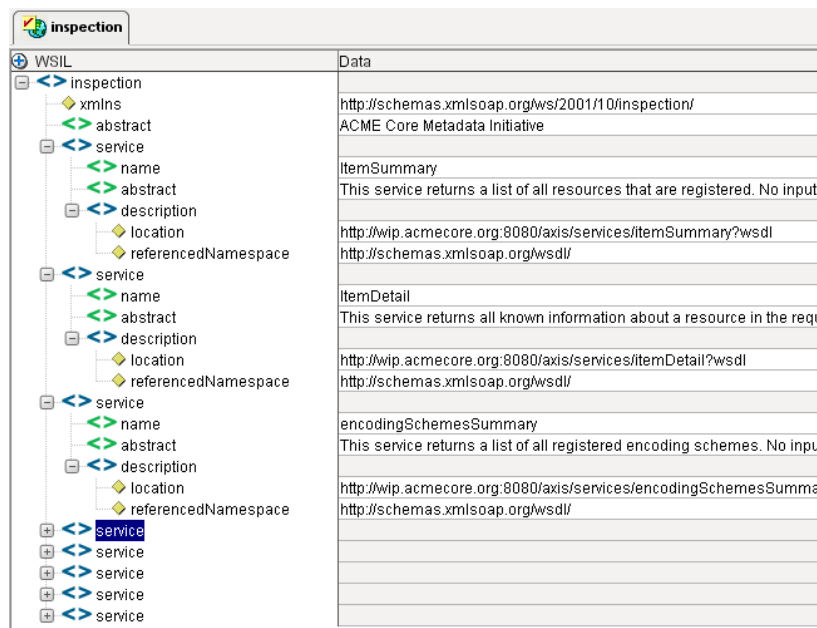 inspection
WSIL Data
inspection
xmlns http://schemas.xmlsoap.org/ws/2001/10/inspection/
abstract ACME Core Metadata Initiative
service
name ItemSummary
abstract This service returns a list of all resources that are registered. No input
description
location http://wip.acmecore.org:8080/axis/services/itemSummary?wsdl
referencedNamespace http://schemas.xmlsoap.org/wsdl/
service
name ItemDetail
abstract This service returns all known information about a resource in the requ
description
location http://wip.acmecore.org:8080/axis/services/itemDetail?wsdl
referencedNamespace http://schemas.xmlsoap.org/wsdl/
service
name encodingSchemesSummary
abstract This service returns a list of all registered encoding schemes. No inpu
description
location http://wip.acmecore.org:8080/axis/services/encodingSchemesSumma
referencedNamespace http://schemas.xmlsoap.org/wsdl/
service
service
service
service
service